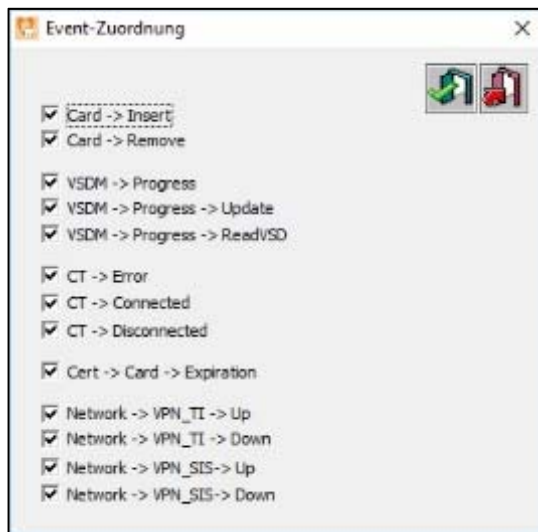 Event-Zuordnung
Card -> Insert
Card -> Remove
VSDM -> Progress
VSDM -> Progress -> Update
VSDM -> Progress -> ReadVSD
CT -> Error
CT -> Connected
CT -> Disconnected
Cert -> Card -> Expiration
Network -> VPN_TI -> Up
Network -> VPN_TI -> Down
Network -> VPN_SIS-> Up
Network -> VPN_SIS-> Down